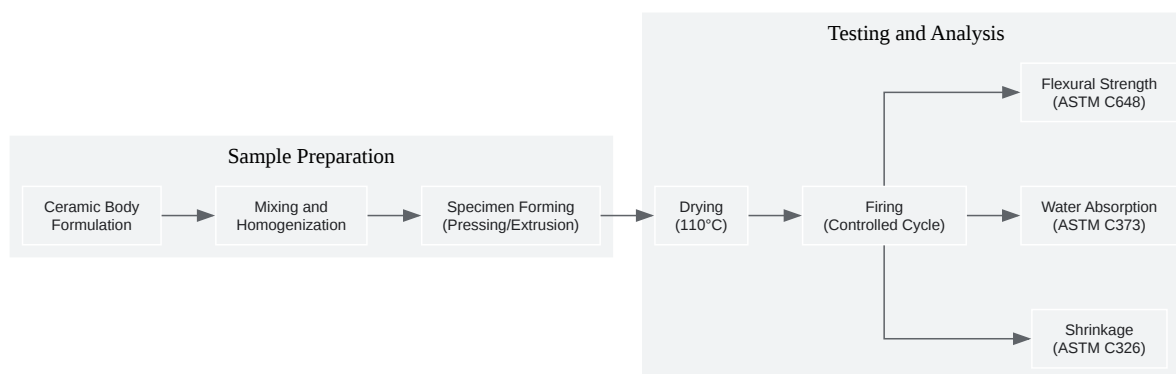 Testing and Analysis
Flexural Strength
(ASTM C648)
Sample Preparation
Ceramic Body
Formulation
Mixing and
Homogenization
Specimen Forming
(Pressing/Extrusion)
Drying
(110°C)
Firing
(Controlled Cycle)
Water Absorption
(ASTM C373)
Shrinkage
(ASTM C326)